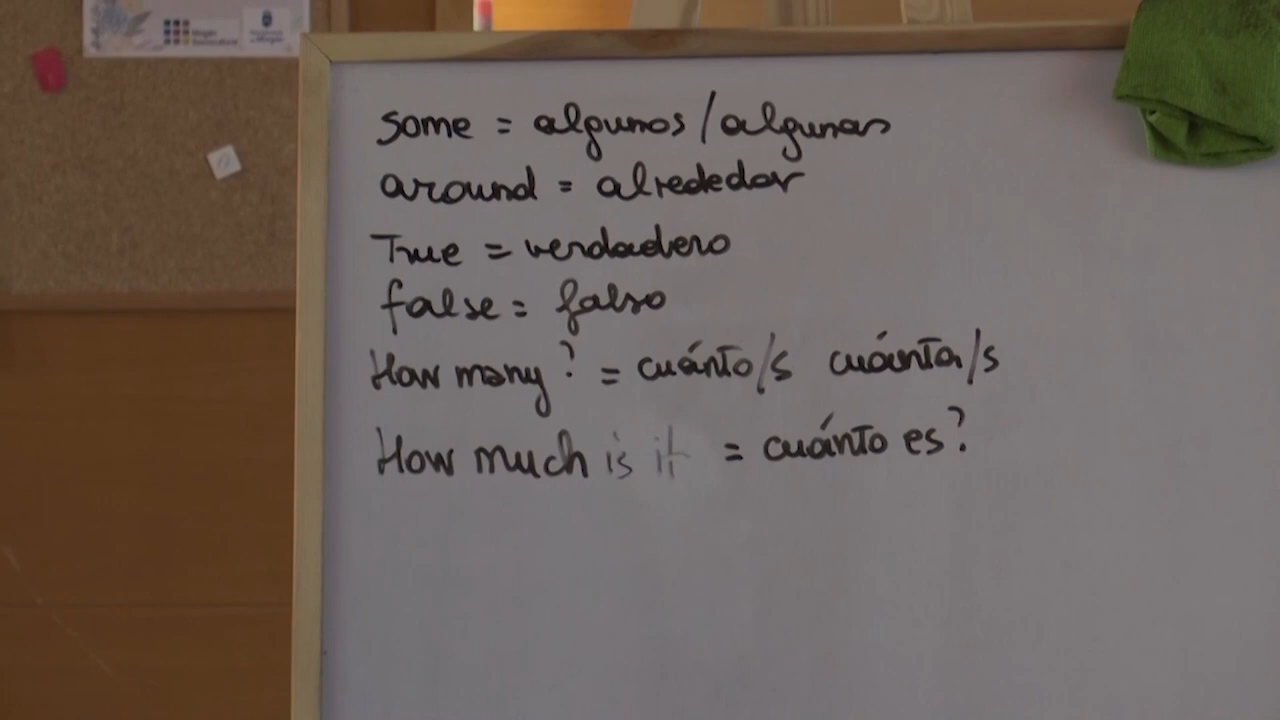 some = algunos/algunas
around = alrededor
True = verdadero
false = falso
How many? = cuánto/s cuánta/s
How much is it = cuánto es?